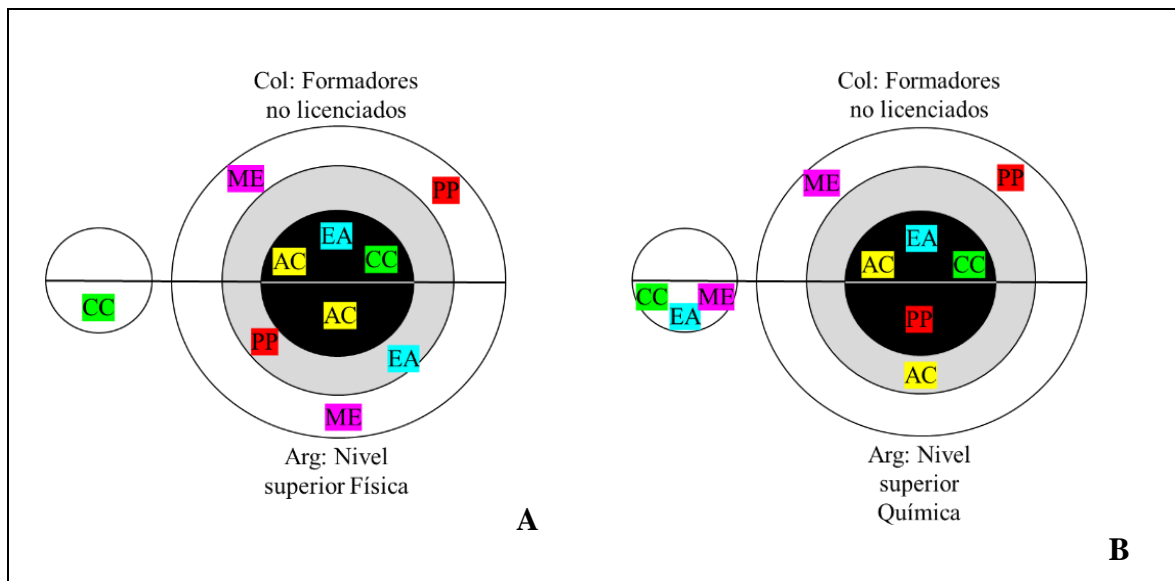 Col: Formadores
no licenciados
ME
PP
EA
AC
CC
CC
AC
PP
EA
ME
Arg: Nivel
superior Física
A
Col: Formadores
no licenciados
ME
PP
EA
AC
CC
CC
EA
ME
PP
AC
Arg: Nivel
superior
Química
B